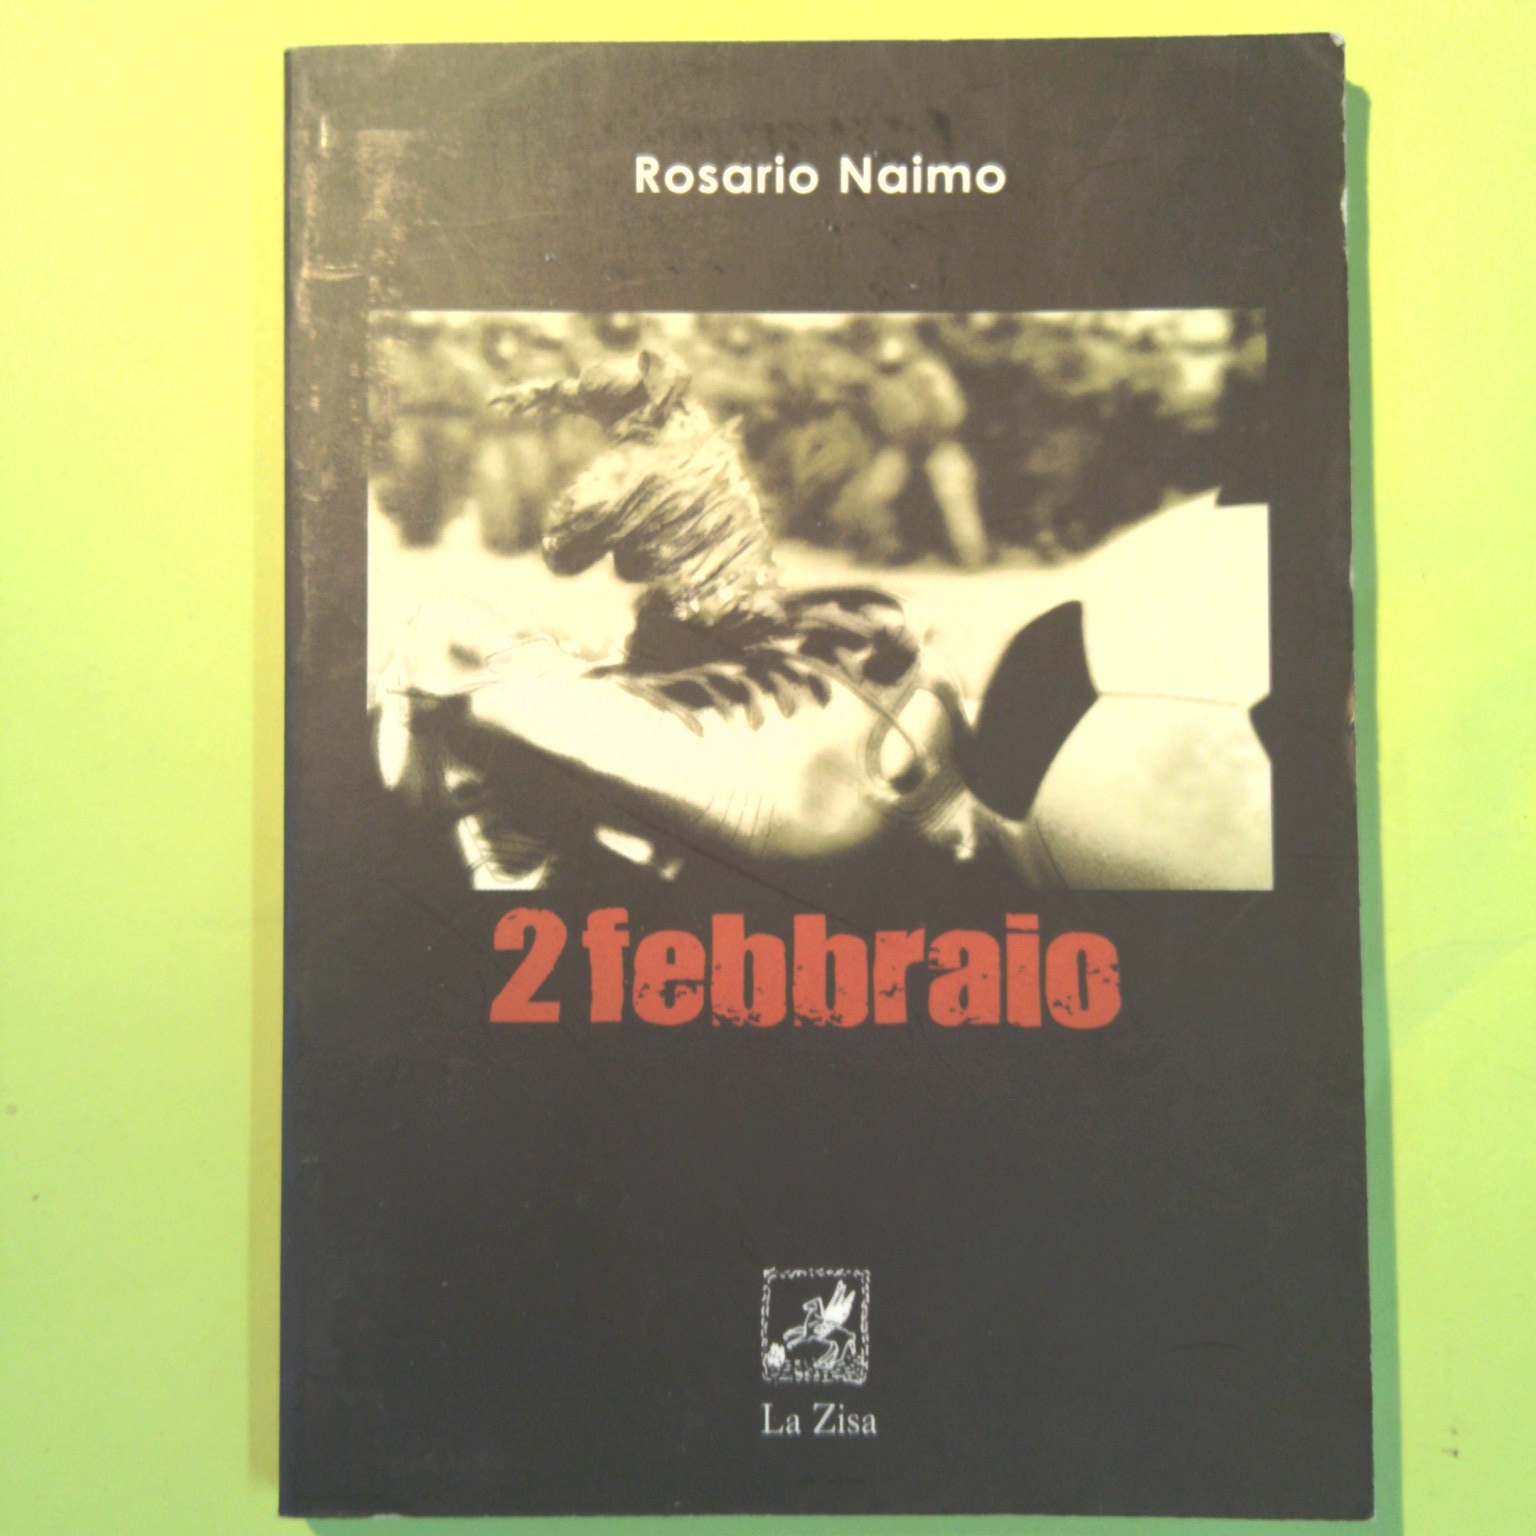 Rosario Naimo
2 febbraio
La Zisa